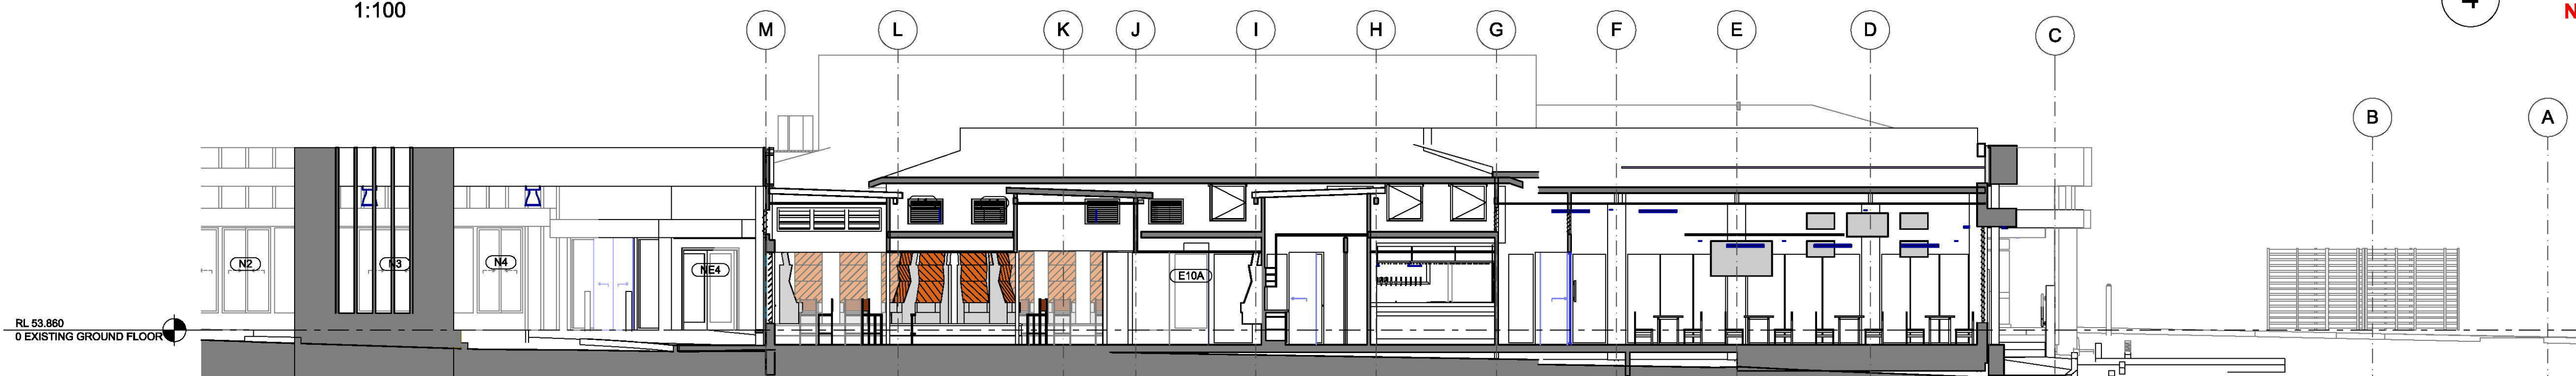 1:100
M L K J I H G F E D C
B A
N2 N3 N4 NE4 E10A
RL 53.860
0 EXISTING GROUND FLOOR